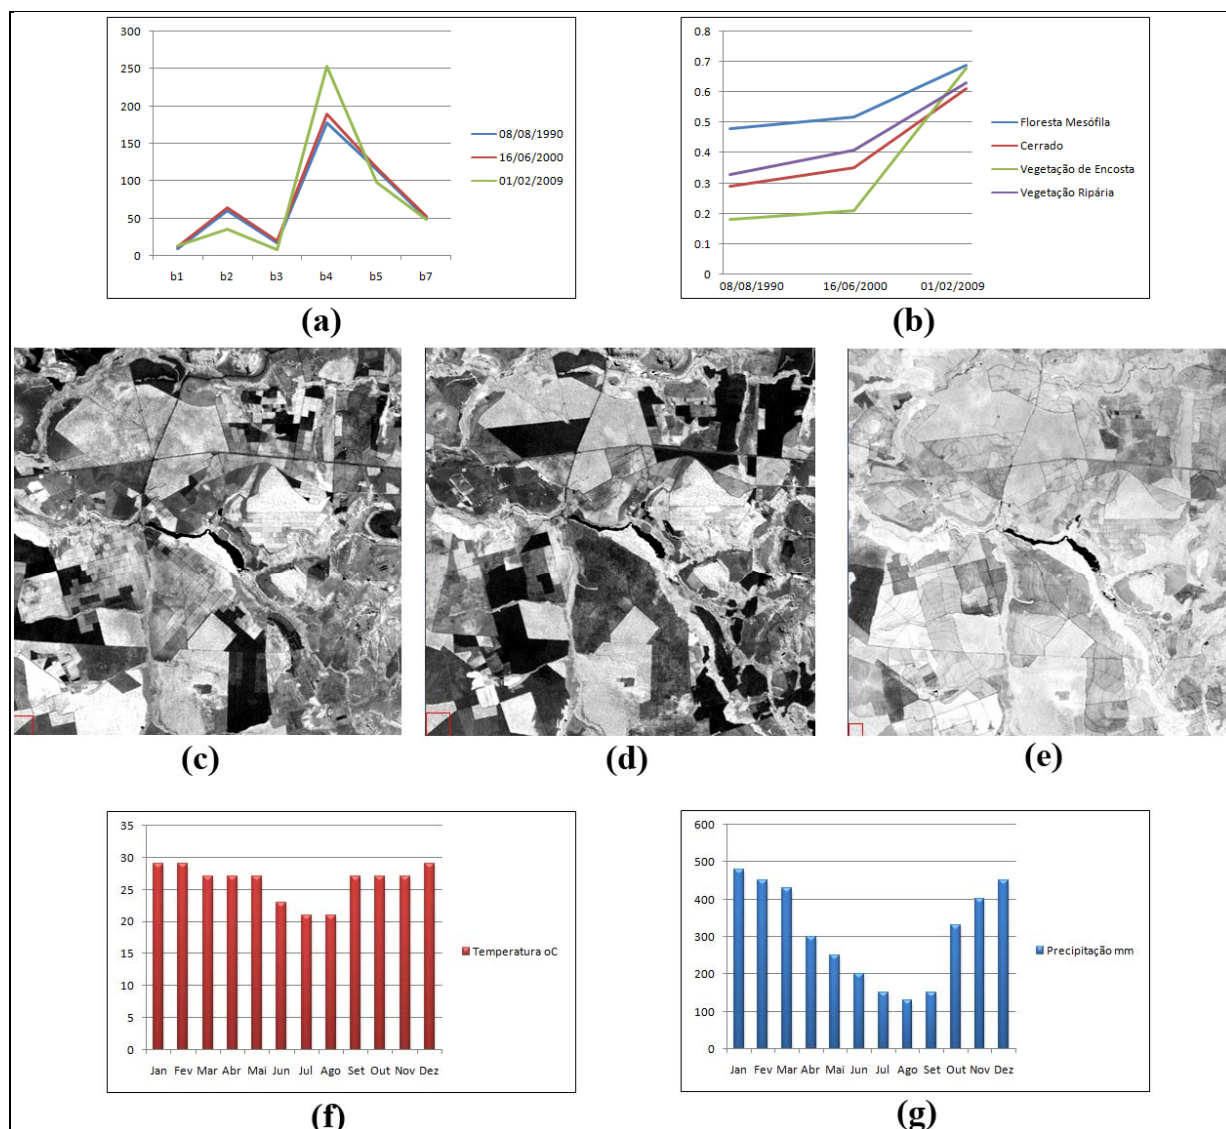 300
250
200
150
100
50
0
b1 b2 b3 b4 b5 b7
08/08/1990
16/06/2000
01/02/2009
(a)
0.8
0.7
0.6
0.5
0.4
0.3
0.2
0.1
0
08/08/1990 16/06/2000 01/02/2009
Floresta Mesófila
Cerrado
Vegetação de Encosta
Vegetação Ripária
(b)
(c)
(d)
(e)
35
30
25
20
15
10
5
0
Jan Fev Mar Abr Mai Jun Jul Ago Set Out Nov Dez
Temperatura oC
(f)
600
500
400
300
200
100
0
Jan Fev Mar Abr Mai Jun Jul Ago Set Out Nov Dez
Precipitação mm
(g)